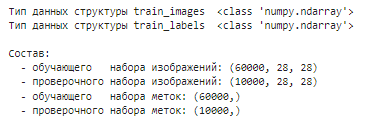 Тип данных структуры train_images  <class 'numpy.ndarray'>
Тип данных структуры train_labels  <class 'numpy.ndarray'>
Состав:
  - обучающего   набора изображений: (60000, 28, 28)
  - проверочного набора изображений: (10000, 28, 28)
  - обучающего   набора меток: (60000,)
  - проверочного набора меток: (10000,)